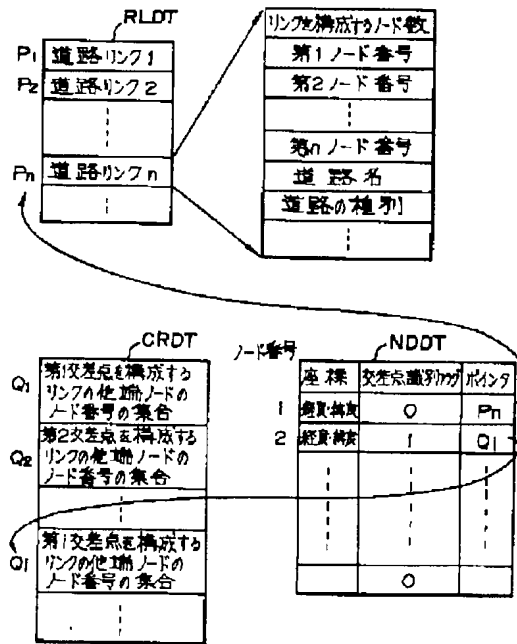 RLDT
P1 道路リンク1
P2 道路リンク2
Pn 道路リンクn
リンクを構成するノード数
第1ノード番号
第2ノード番号
第nノード番号
道路名
道路の種別
CRDT
Q1 第1交差点を構成する
リンクの他端ノードの
ノード番号の集合
Q2 第2交差点を構成する
リンクの他端ノードの
ノード番号の集合
Qi 第i交差点を構成する
リンクの他端ノードの
ノード番号の集合
NDDT
ノード番号
座標 交差点識別フラグ ポインタ
1 経度・緯度 0 Pn
2 経度・緯度 1 Qi
0